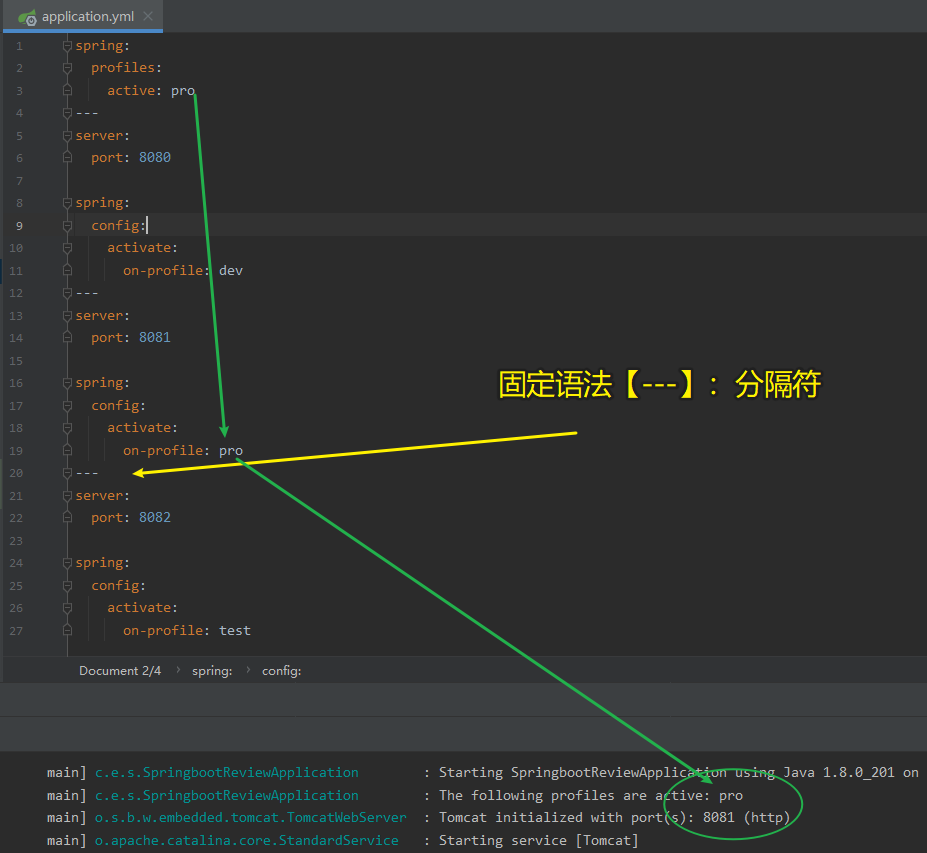 application.yml
1 spring:
2 profiles:
3 active: pro
4 ---
5 server:
6 port: 8080
7
8 spring:
9 config:
10 activate:
11 on-profile: dev
12 ---
13 server:
14 port: 8081
15
16 spring:
17 config:
18 activate:
19 on-profile: pro
20 ---
21 server:
22 port: 8082
23
24 spring:
25 config:
26 activate:
27 on-profile: test
固定语法【---】：分隔符
Document 2/4 › spring: › config:
main] c.e.s.SpringbootReviewApplication : Starting SpringbootReviewApplication using Java 1.8.0_201 on
main] c.e.s.SpringbootReviewApplication : The following profiles are active: pro
main] o.s.b.w.embedded.tomcat.TomcatWebServer : Tomcat initialized with port(s): 8081 (http)
main] o.apache.catalina.core.StandardService : Starting service [Tomcat]